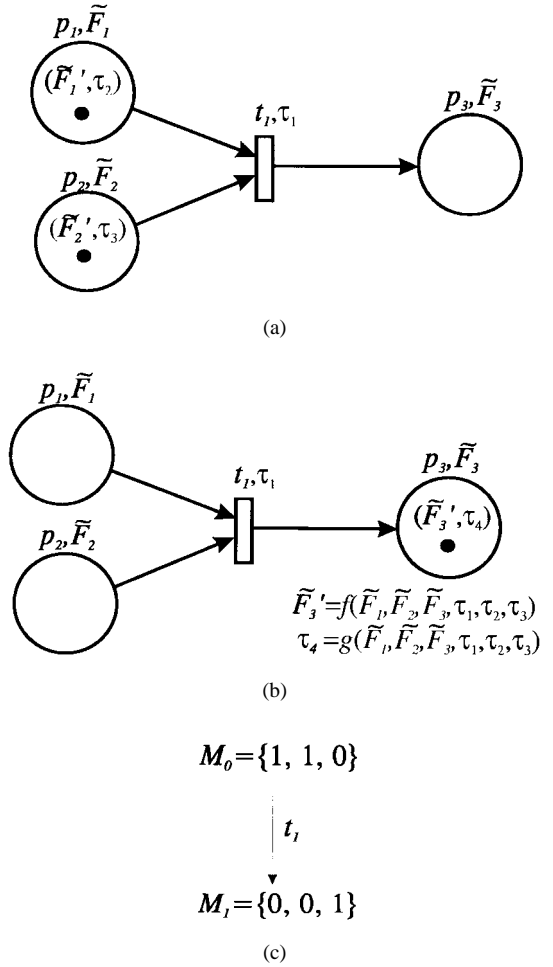 p₁,F̃₁
(F̃₁',τ₂)
t₁,τ₁
p₃,F̃₃
p₂,F̃₂
(F̃₂',τ₃)
(a)
p₁,F̃₁
t₁,τ₁
p₃,F̃₃
(F̃₃',τ₄)
p₂,F̃₂
F̃₃'=f(F̃₁,F̃₂,F̃₃,τ₁,τ₂,τ₃)
τ₄=g(F̃₁,F̃₂,F̃₃,τ₁,τ₂,τ₃)
(b)
M₀={1, 1, 0}
t₁
M₁={0, 0, 1}
(c)